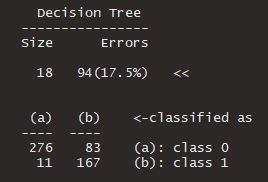 Decision Tree
----------------
Size Errors
18 94(17.5%) <<
(a) (b) <-classified as
---- ----
276 83 (a): class 0
11 167 (b): class 1